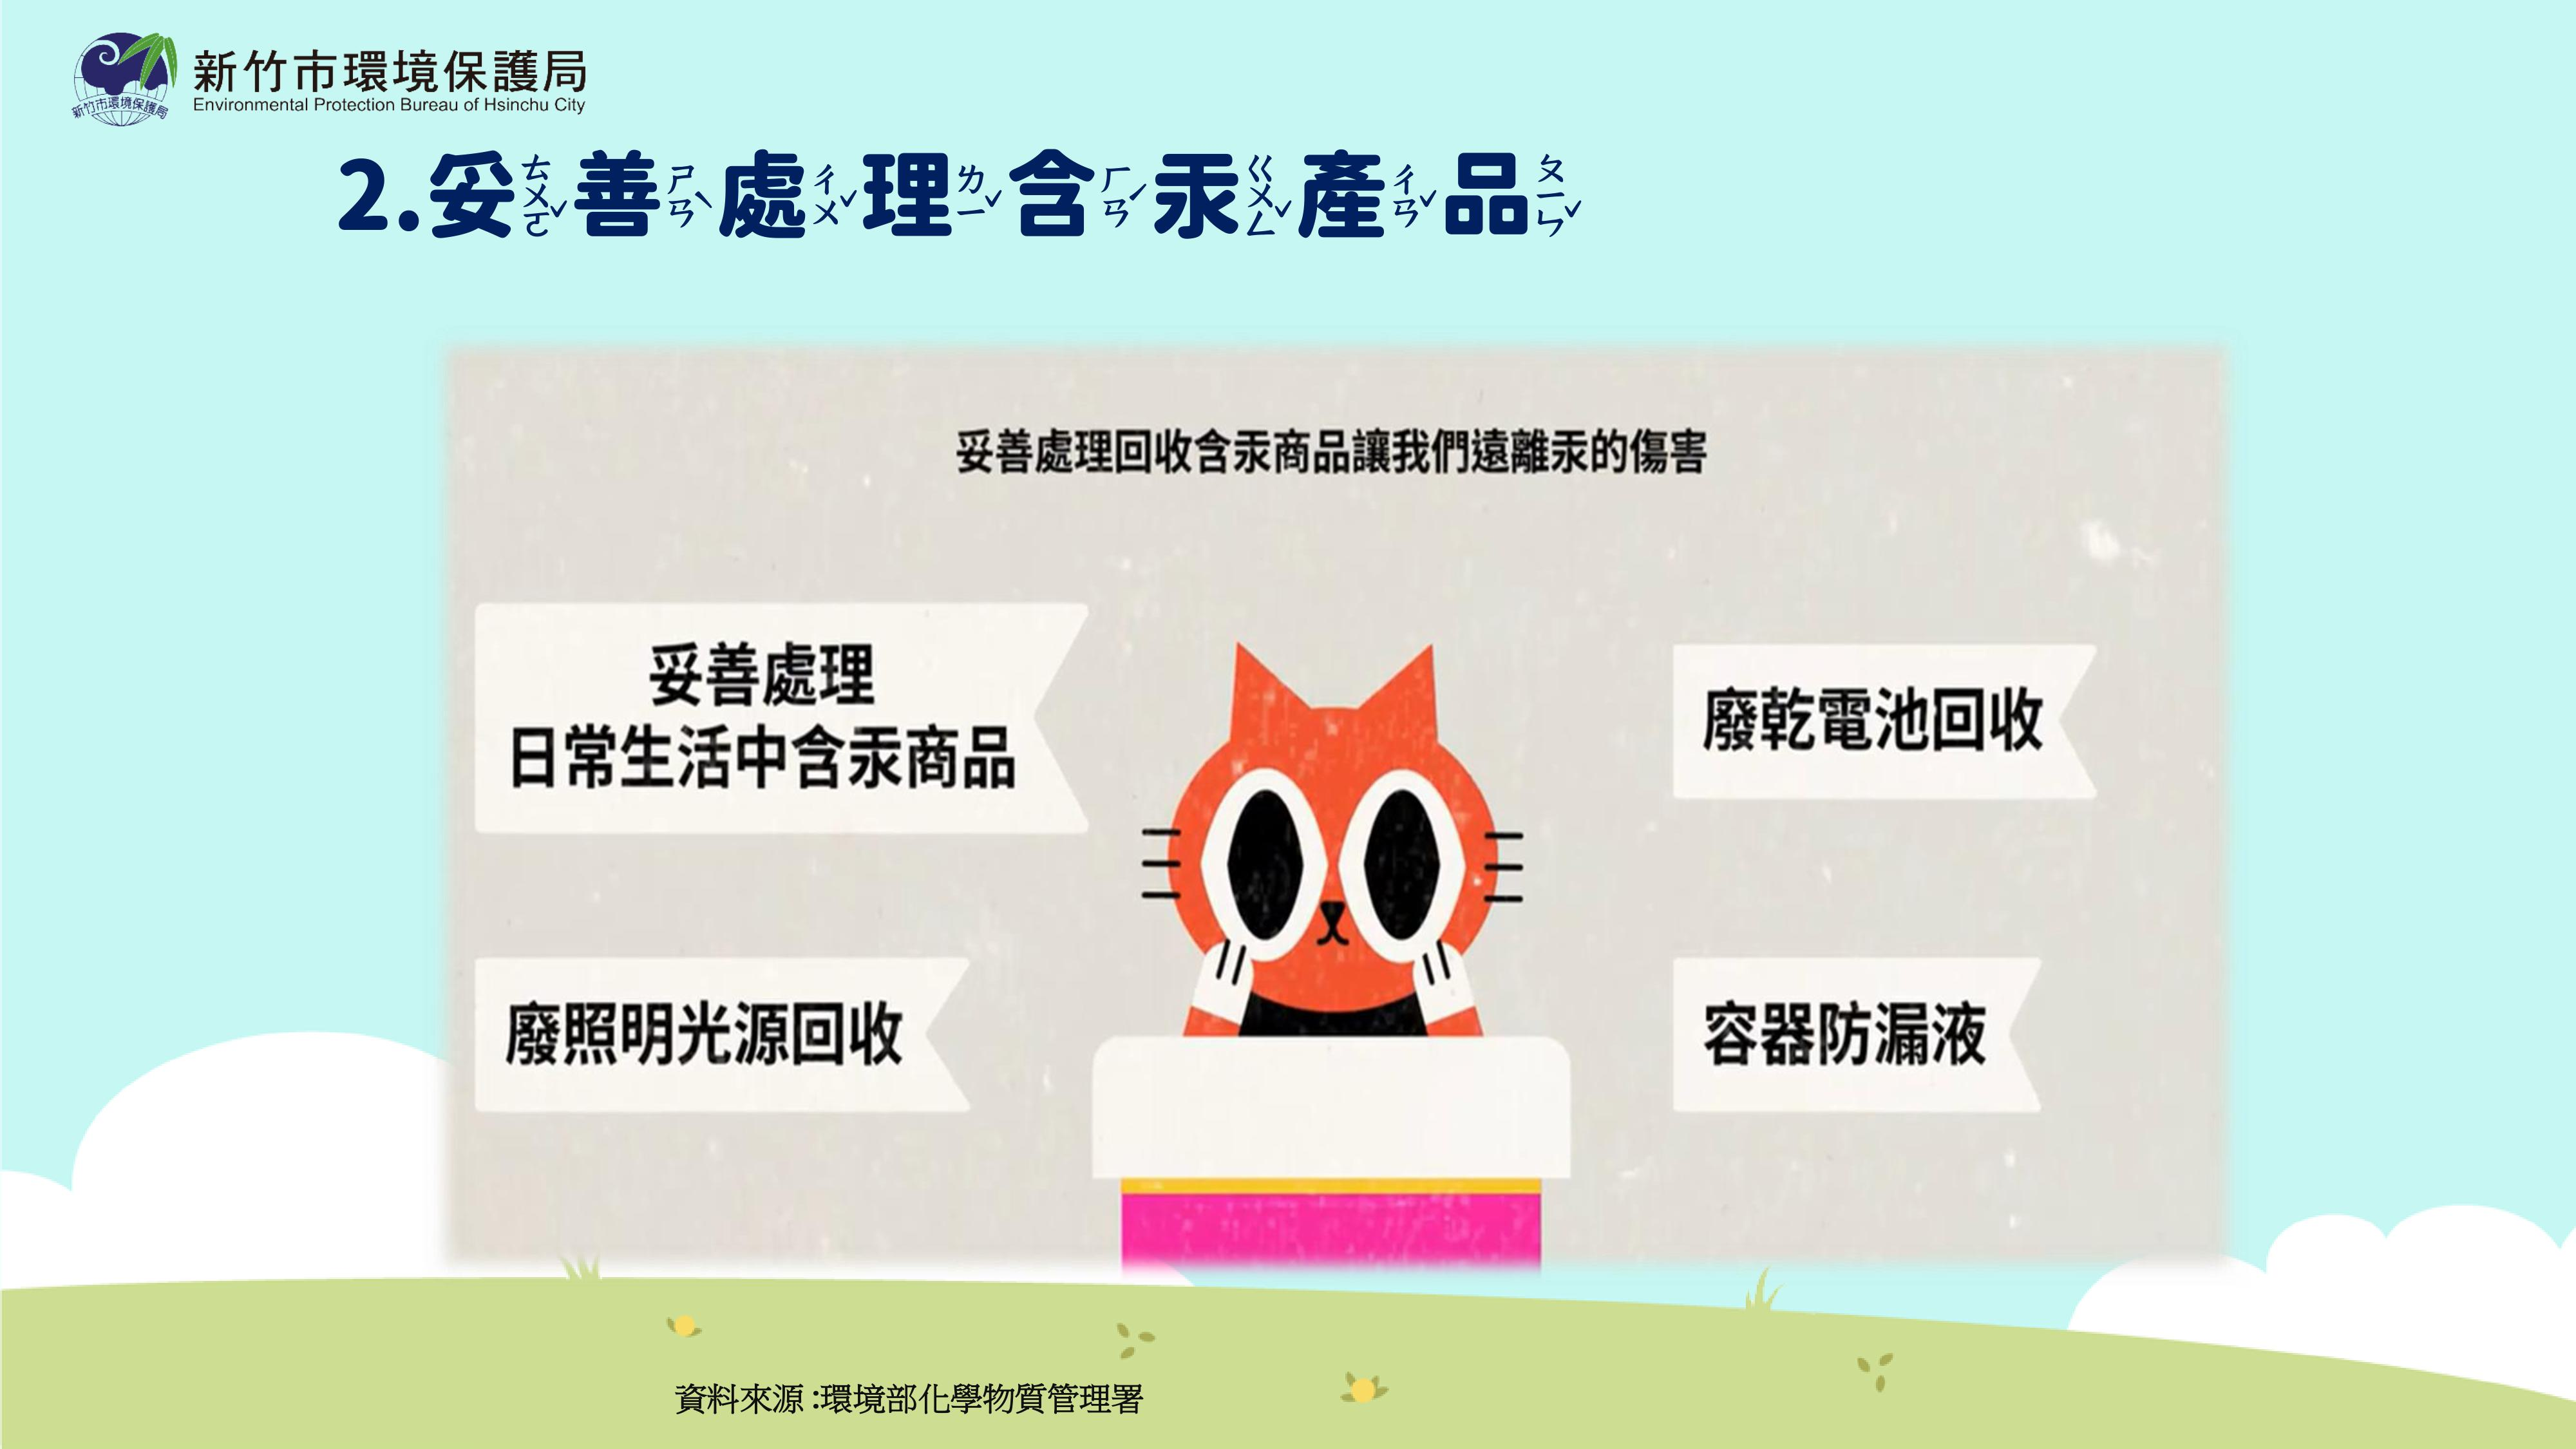 新竹市環境保護局
Environmental Protection Bureau of Hsinchu City
新竹市環境保護局
2.妥ㄊㄨㄛˇ善ㄕㄢˋ處ㄔㄨˇ理ㄌㄧˇ含ㄏㄢˊ汞ㄍㄨㄥˇ產ㄔㄢˇ品ㄆㄧㄣˇ
妥善處理回收含汞商品讓我們遠離汞的傷害
妥善處理
日常生活中含汞商品
廢乾電池回收
廢照明光源回收
容器防漏液
資料來源:環境部化學物質管理署